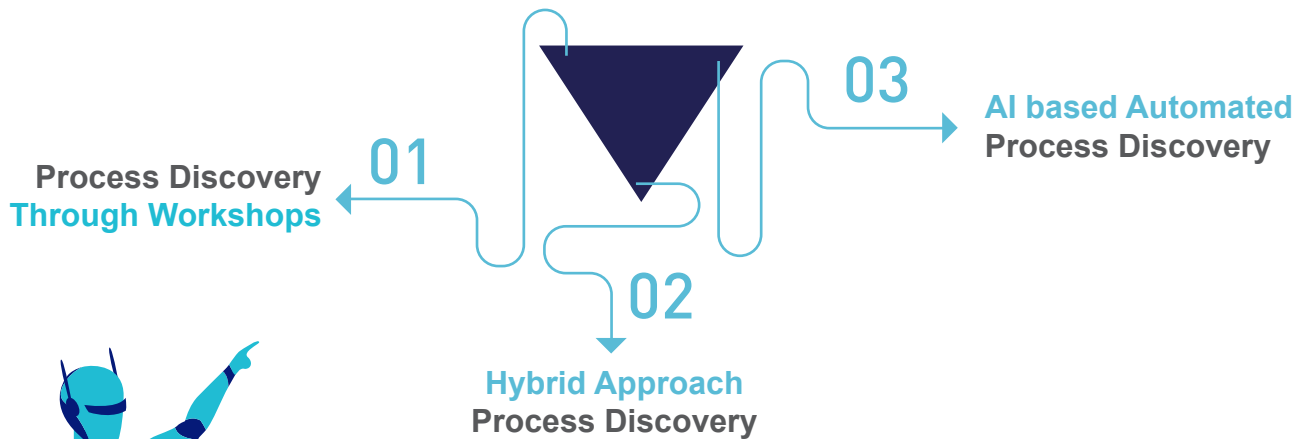 01
Process Discovery
Through Workshops
02
Hybrid Approach
Process Discovery
03
AI based Automated
Process Discovery